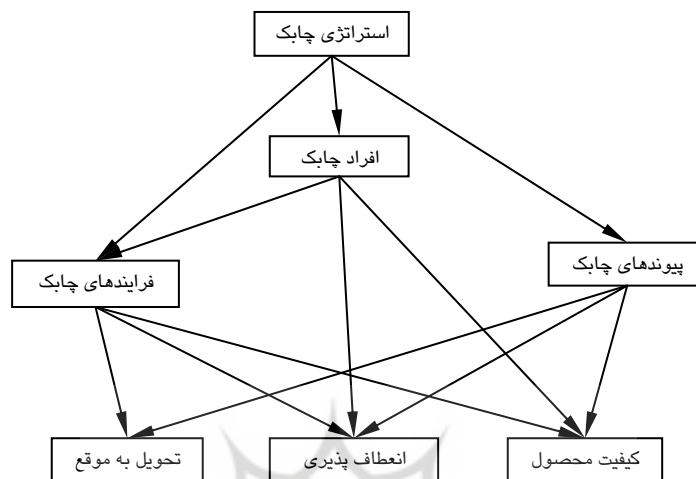 استراتژی چابک
افراد چابک
پیوندهای چابک
فرایندهای چابک
کیفیت محصول
انعطاف پذیری
تحویل به موقع